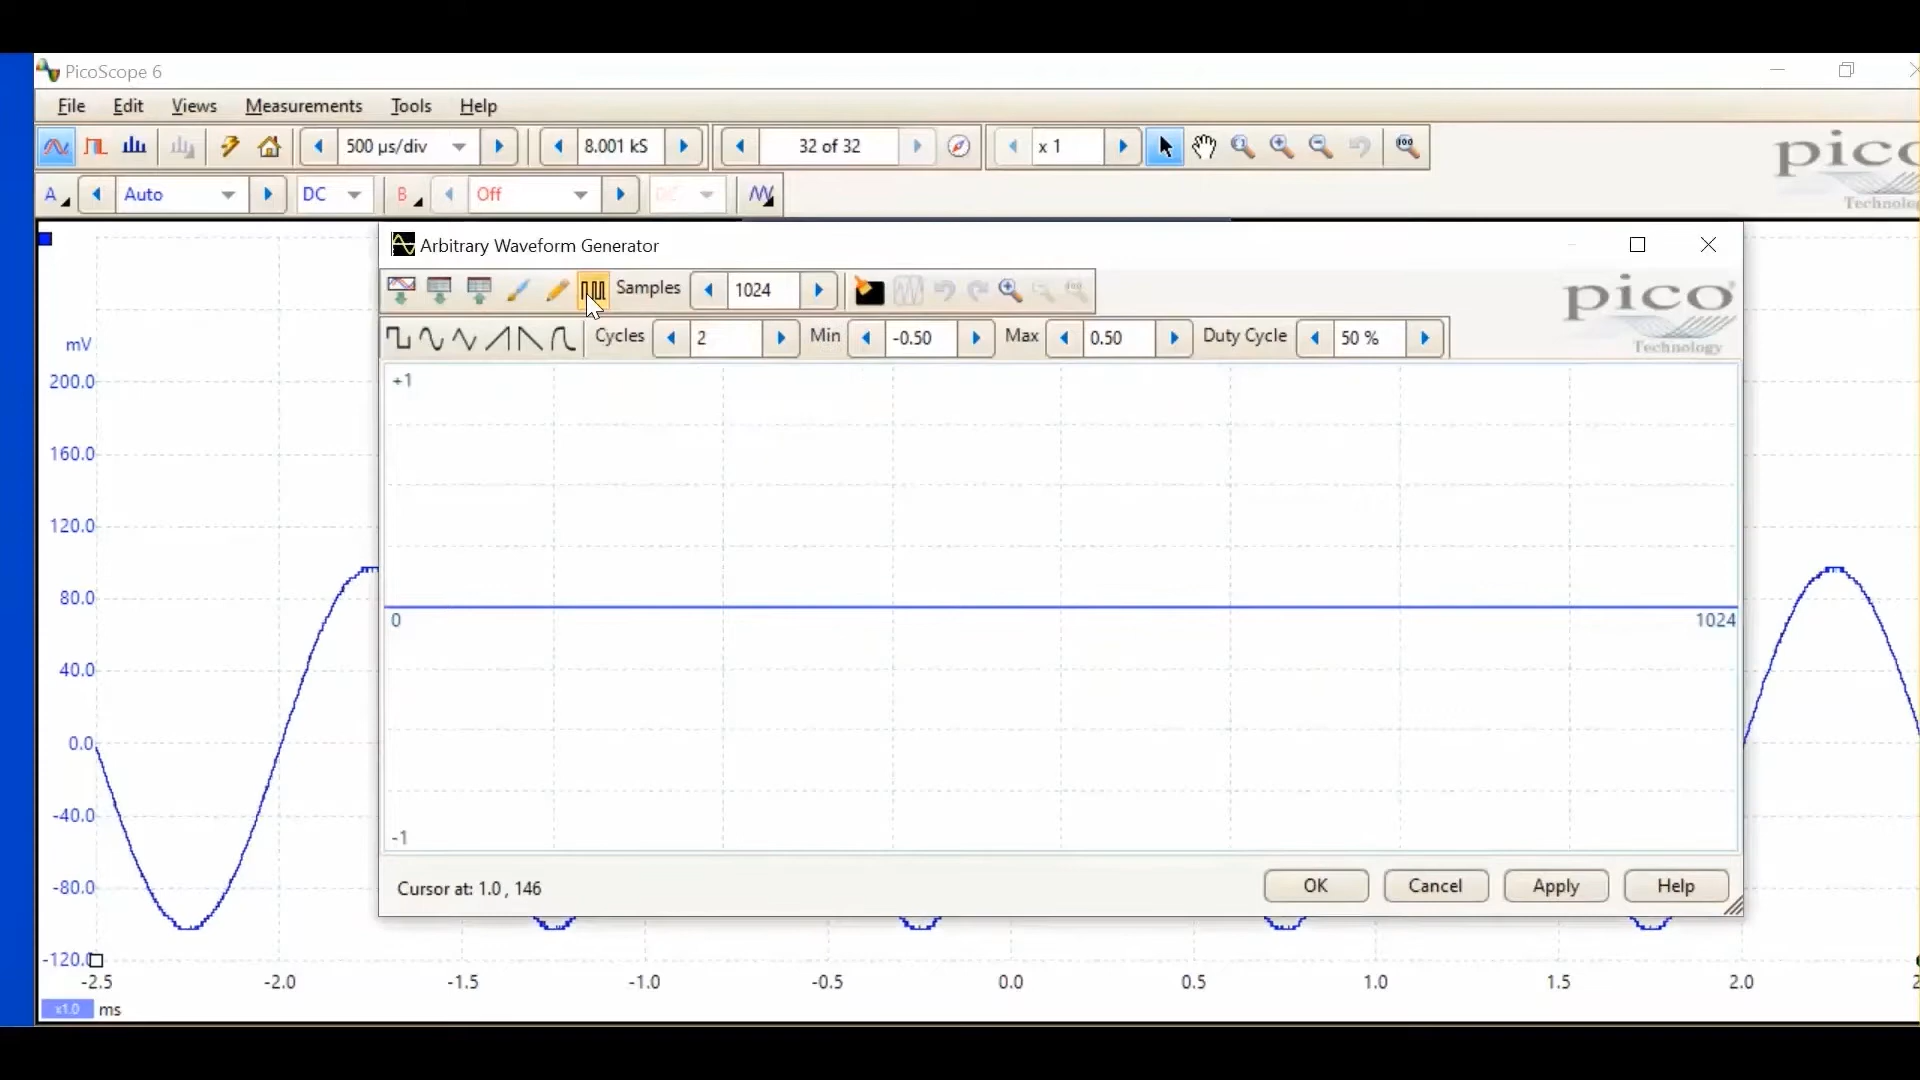 PicoScope 6
File Edit Views Measurements Tools Help
500 µs/div 8.001 kS 32 of 32 x 1
pico
Technolo
A Auto DC B Off DC
Arbitrary Waveform Generator
Samples 1024
pico
Technology
Cycles 2 Min -0.50 Max 0.50 Duty Cycle 50 %
+1
0 1024
-1
Cursor at: 1.0 , 146
OK Cancel Apply Help
mV
200.0
160.0
120.0
80.0
40.0
0.0
-40.0
-80.0
-120.0
-2.5 -2.0 -1.5 -1.0 -0.5 0.0 0.5 1.0 1.5 2.0 2
x1.0 ms